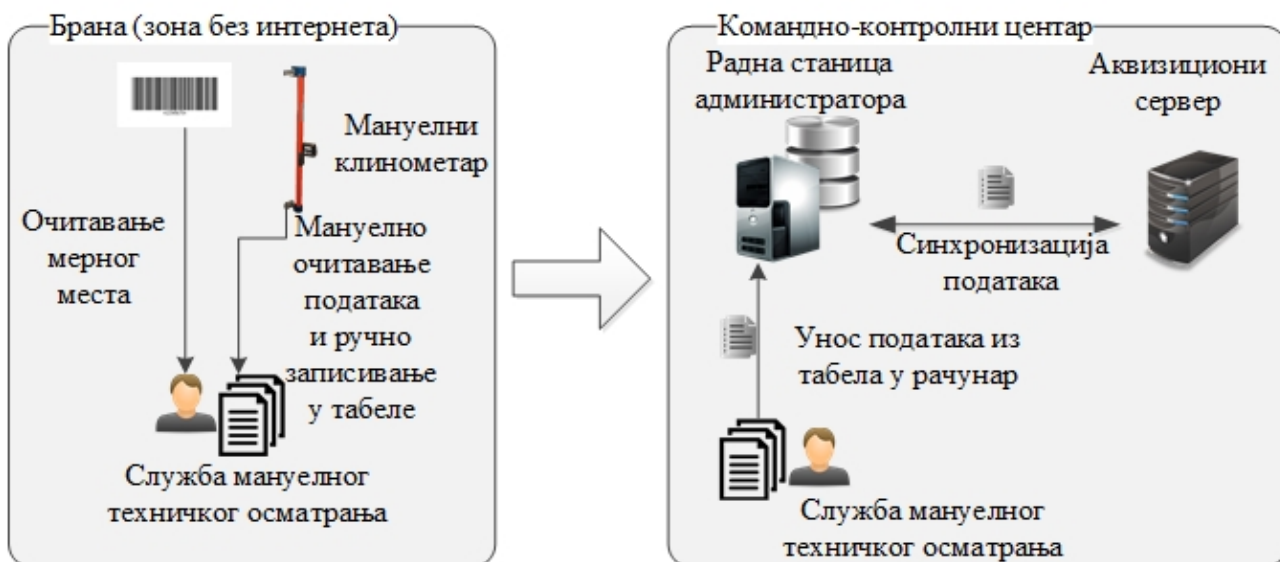 Брана (зона без интернета)
Мануелни
клинометар
Очитавање
мерног
места
Мануелно
очитавање
података
и ручно
записивање
у табеле
Служба мануелног
техничког осматрања
Командно-контролни центар
Радна станица
администратора
Аквизициони
сервер
Синхронизација
података
Унос података из
табела у рачунар
Служба мануелног
техничког осматрања